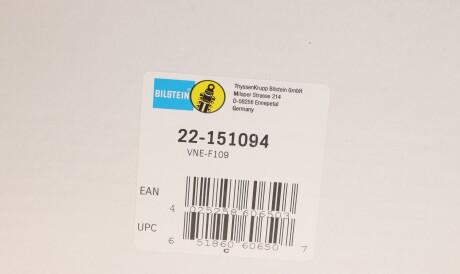 BILSTEIN
ThyssenKrupp Bilstein GmbH
Milsper Strasse 214
D-58256 Ennepetal
Germany
22-151094
VNE-F109
EAN
4 025258 606503
UPC
6 51860 60650 7
c